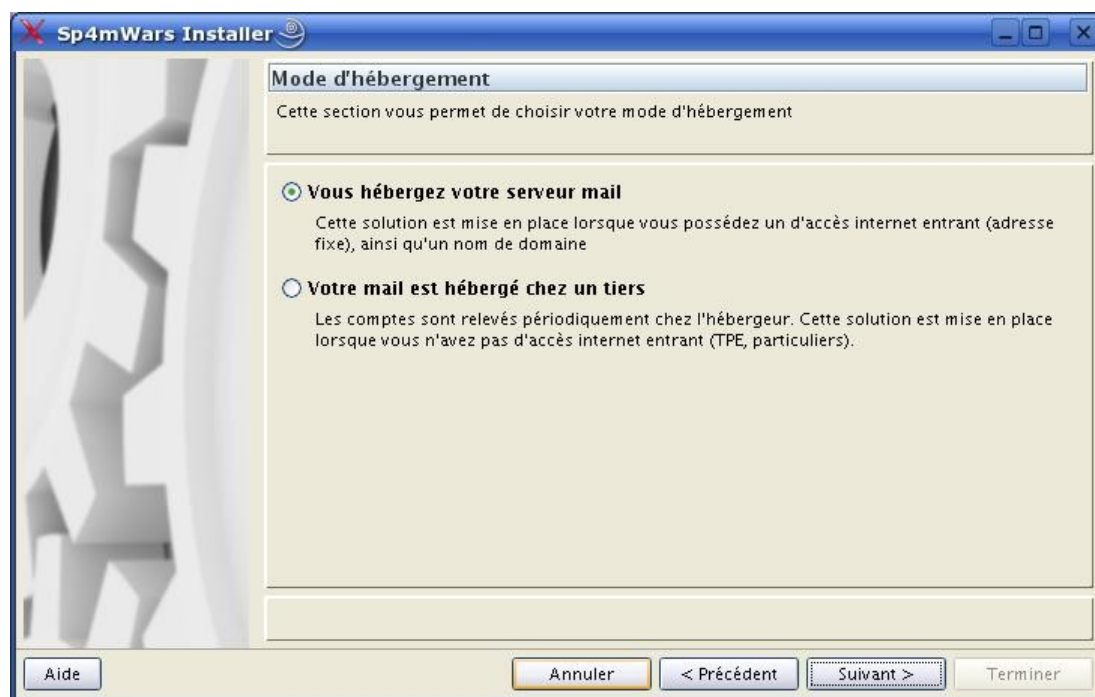 Sp4mWars Installer
Mode d'hébergement
Cette section vous permet de choisir votre mode d'hébergement
Vous hébergez votre serveur mail
Cette solution est mise en place lorsque vous possédez un d'accès internet entrant (adresse
fixe), ainsi qu'un nom de domaine
Votre mail est hébergé chez un tiers
Les comptes sont relevés périodiquement chez l'hébergeur. Cette solution est mise en place
lorsque vous n'avez pas d'accès internet entrant (TPE, particuliers).
Aide
Annuler
< Précédent
Suivant >
Terminer